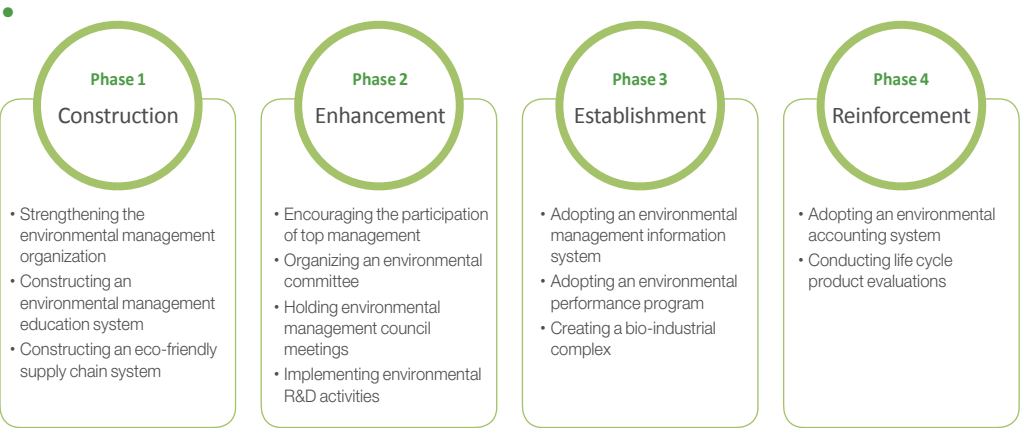 Phase 1
Construction
• Strengthening the
environmental management
organization
• Constructing an
environmental management
education system
• Constructing an eco-friendly
supply chain system
Phase 2
Enhancement
• Encouraging the participation
of top management
• Organizing an environmental
committee
• Holding environmental
management council
meetings
• Implementing environmental
R&D activities
Phase 3
Establishment
• Adopting an environmental
management information
system
• Adopting an environmental
performance program
• Creating a bio-industrial
complex
Phase 4
Reinforcement
• Adopting an environmental
accounting system
• Conducting life cycle
product evaluations